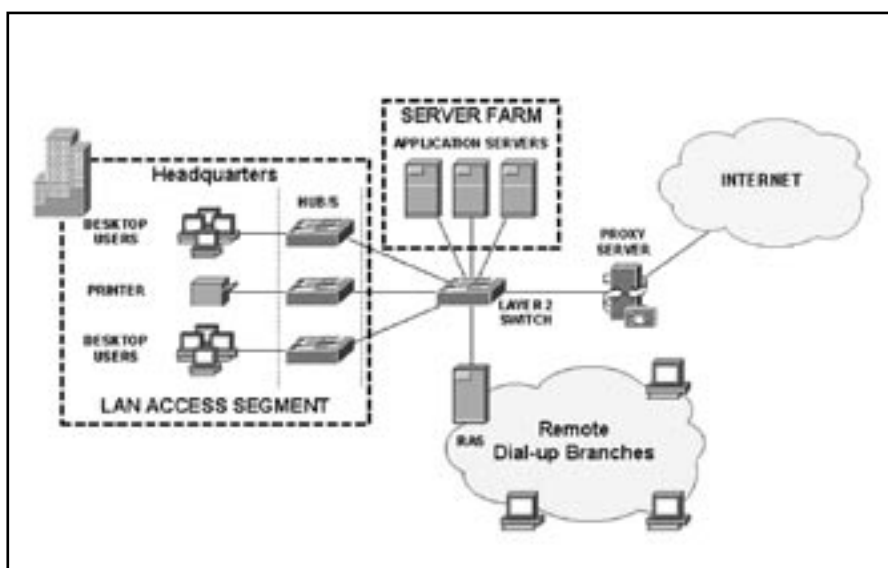 SERVER FARM
APPLICATION SERVERS
Headquarters
HUB/S
DESKTOP
USERS
PRINTER
DESKTOP
USERS
LAN ACCESS SEGMENT
LAYER 2
SWITCH
PROXY
SERVER
INTERNET
RAS
Remote
Dial-up Branches